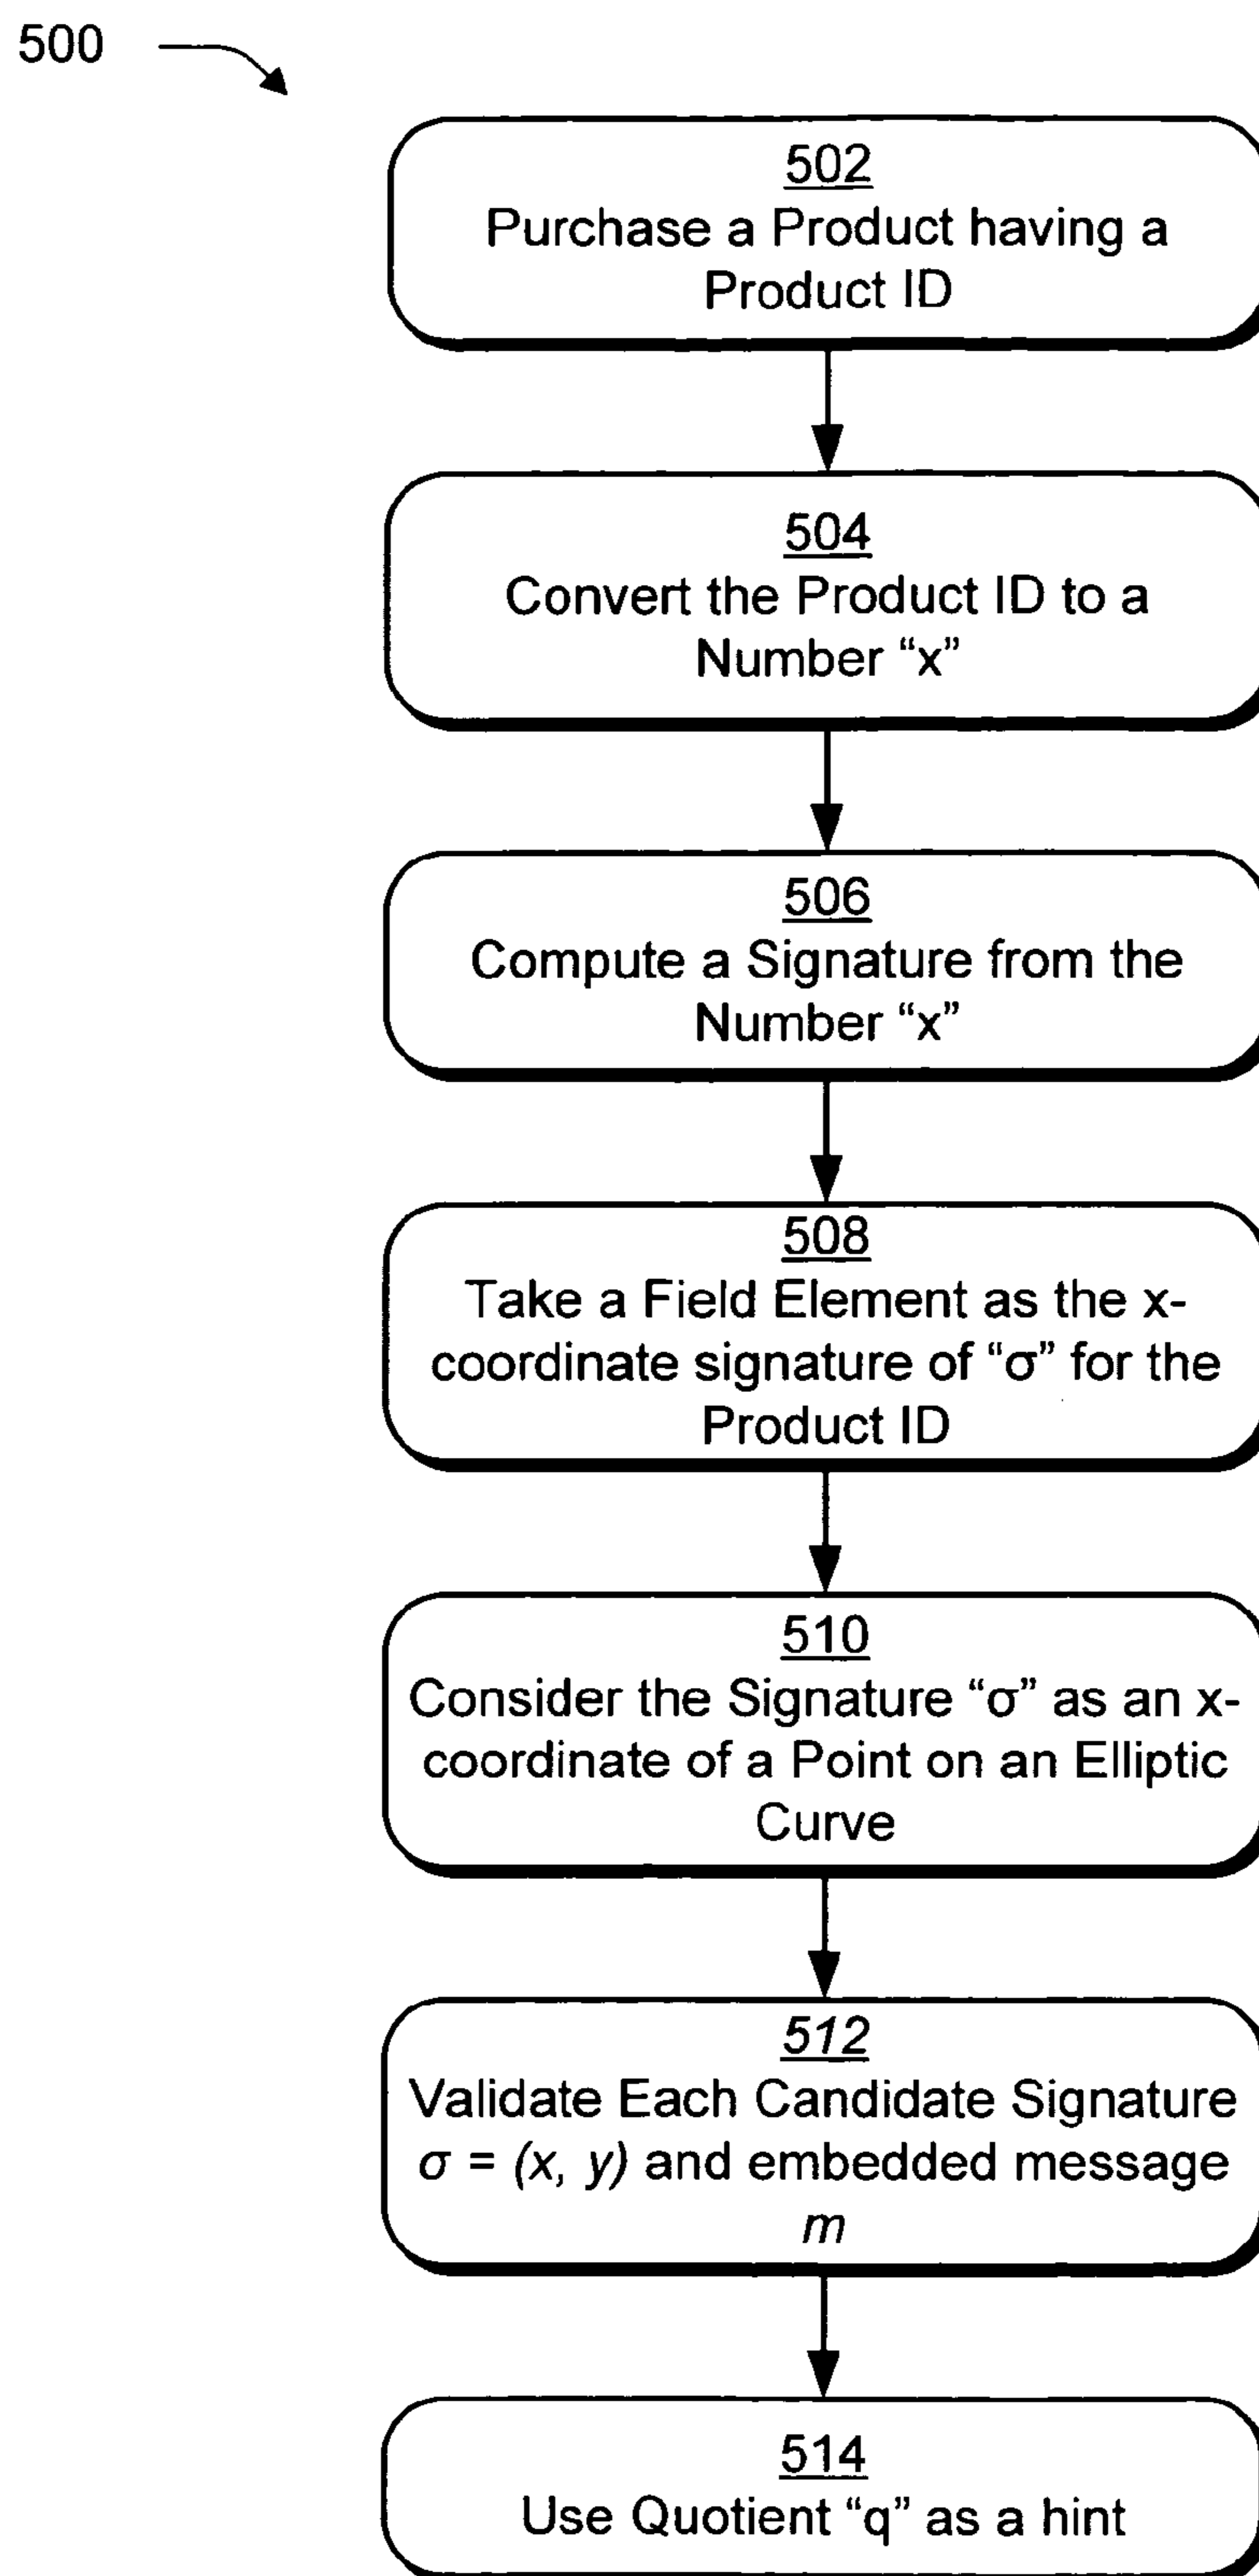 500
502
Purchase a Product having a
Product ID
504
Convert the Product ID to a
Number “x”
506
Compute a Signature from the
Number “x”
508
Take a Field Element as the x-
coordinate signature of “σ” for the
Product ID
510
Consider the Signature “σ” as an x-
coordinate of a Point on an Elliptic
Curve
512
Validate Each Candidate Signature
σ = (x, y) and embedded message
m
514
Use Quotient “q” as a hint